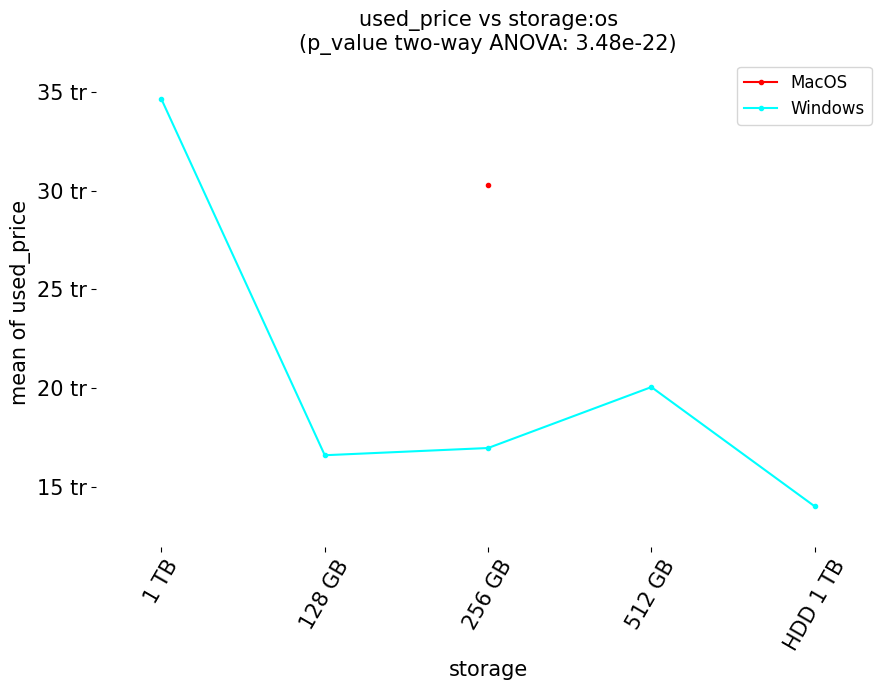 used_price vs storage:os
(p_value two-way ANOVA: 3.48e-22)
MacOS
Windows
mean of used_price
35 tr
30 tr
25 tr
20 tr
15 tr
1 TB
128 GB
256 GB
512 GB
HDD 1 TB
storage